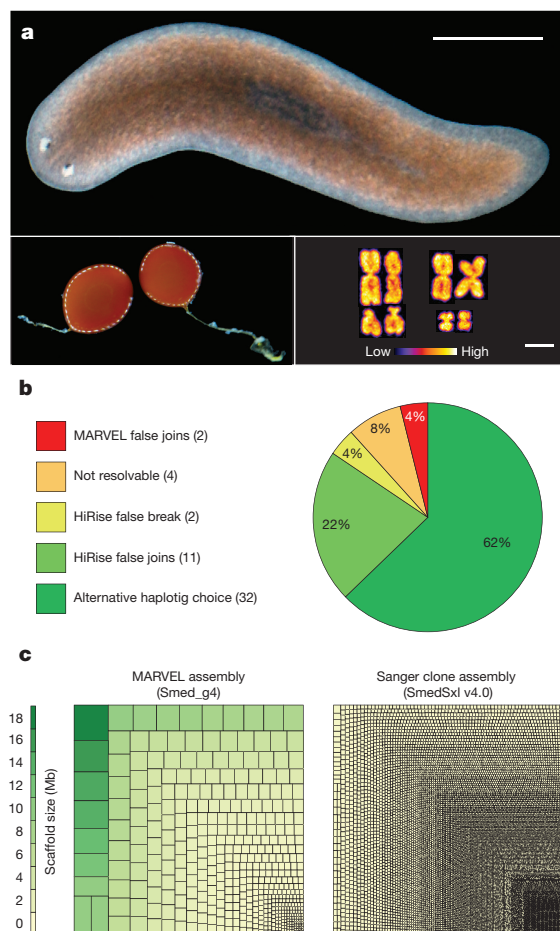 a
Low High
b
MARVEL false joins (2)
Not resolvable (4)
HiRise false break (2)
HiRise false joins (11)
Alternative haplotig choice (32)
4%
8%
4%
22%
62%
c
MARVEL assembly
(Smed_g4)
Sanger clone assembly
(SmedSxl v4.0)
Scaffold size (Mb)
18
16
14
12
10
8
6
4
2
0